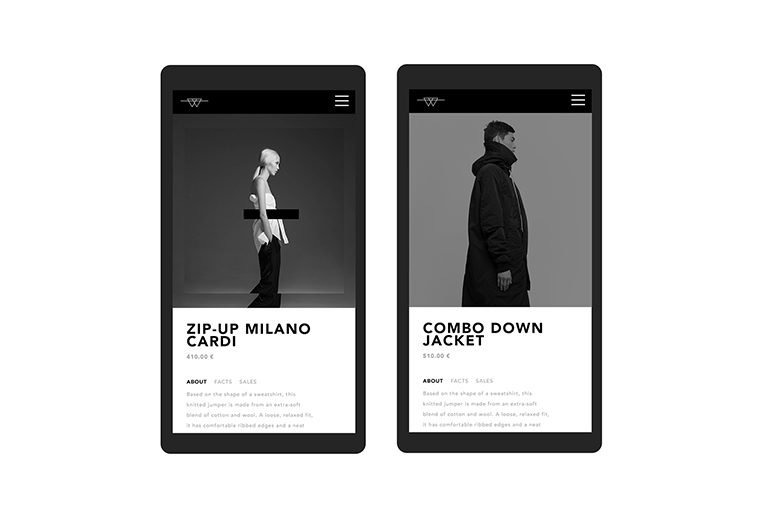 ZIP-UP MILANO
CARDI
410.00 €
ABOUT FACTS SALES
Based on the shape of a sweatshirt, this
knitted jumper is made from an extra-soft
blend of cotton and wool. A loose, relaxed fit,
it has comfortable ribbed edges and a neat
COMBO DOWN
JACKET
510.00 €
ABOUT FACTS SALES
Based on the shape of a sweatshirt, this
knitted jumper is made from an extra-soft
blend of cotton and wool. A loose, relaxed fit,
it has comfortable ribbed edges and a neat